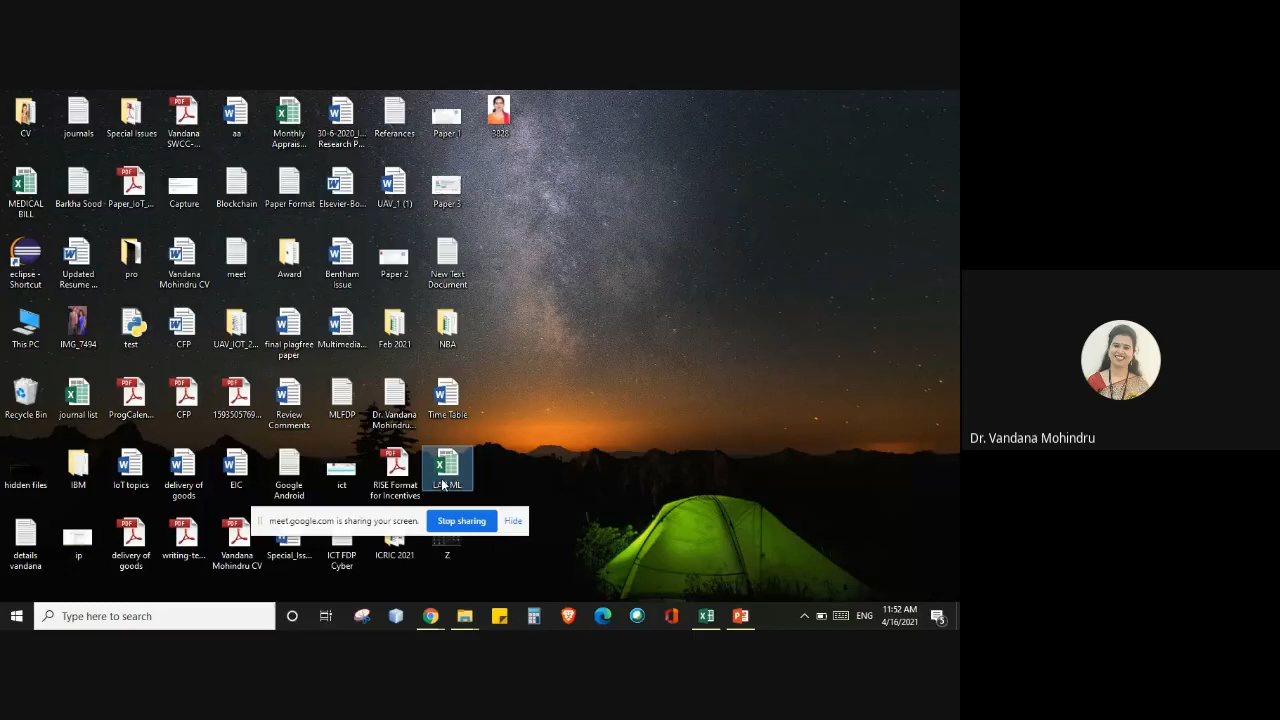 CV
journals
Special Issues
Vandana
SWCC-...
aa
Monthly
Apprais...
30-6-2020_I...
Research P...
Referances
Paper 1
3828
MEDICAL
BILL
Barkha Sood
Paper_IoT_...
Capture
Blockchain
Paper Format
Elsevier-Bo...
UAV_1 (1)
Paper 3
eclipse -
Shortcut
Updated
Resume ...
pro
Vandana
Mohindru CV
meet
Award
Bentham
Issue
Paper 2
New Text
Document
This PC
IMG_7494
test
CFP
UAV_IOT_2...
final plagfree
paper
Multimedia...
Feb 2021
NBA
Recycle Bin
journal list
ProgCalen...
CFP
1593505769...
Review
Comments
MLFDP
Dr. Vandana
Mohindru...
Time Table
hidden files
IBM
IoT topics
delivery of
goods
EIC
Google
Android
ict
RISE Format
for Incentives
ML
meet.google.com is sharing your screen.
Stop sharing
Hide
details
vandana
ip
delivery of
goods
writing-te...
Vandana
Mohindru CV
Special_Iss...
ICT FDP
Cyber
ICRIC 2021
Z
Type here to search
ENG
11:52 AM
4/16/2021
5
Dr. Vandana Mohindru